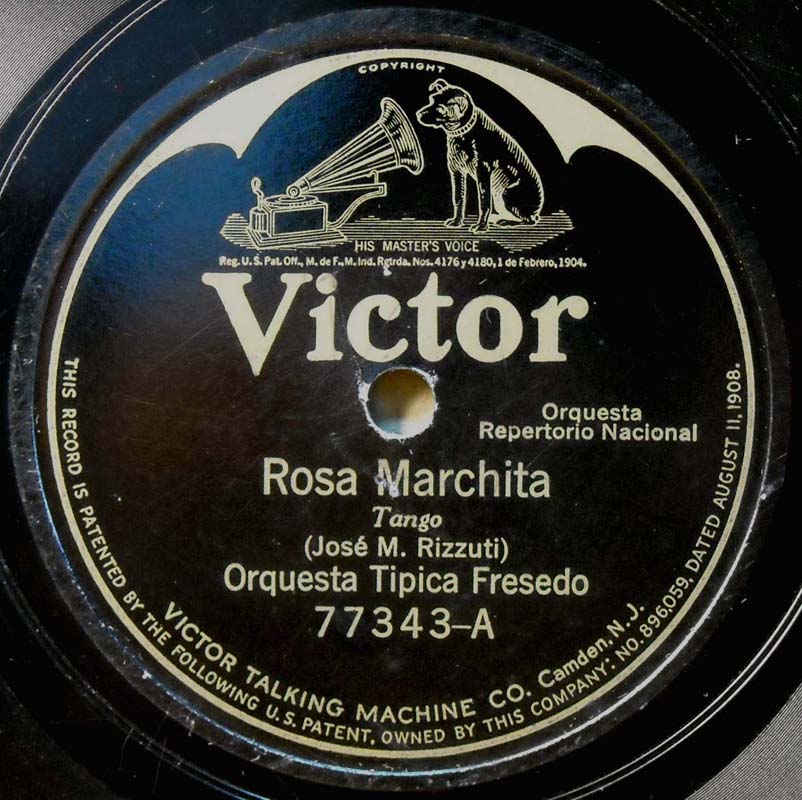 COPYRIGHT
HIS MASTER'S VOICE
Reg. U.S. Pat. Off., M. de F., M. Ind. Rgtrda. Nos. 4176 y 4180, 1 de Febrero, 1904.
Victor
Orquesta
Repertorio Nacional
Rosa Marchita
Tango
(José M. Rizzuti)
Orquesta Tipica Fresedo
77343-A
VICTOR TALKING MACHINE CO. Camden, N.J.
THIS RECORD IS PATENTED BY THE FOLLOWING U.S. PATENT, OWNED BY THIS COMPANY: NO. 896,059, DATED AUGUST 11, 1908.